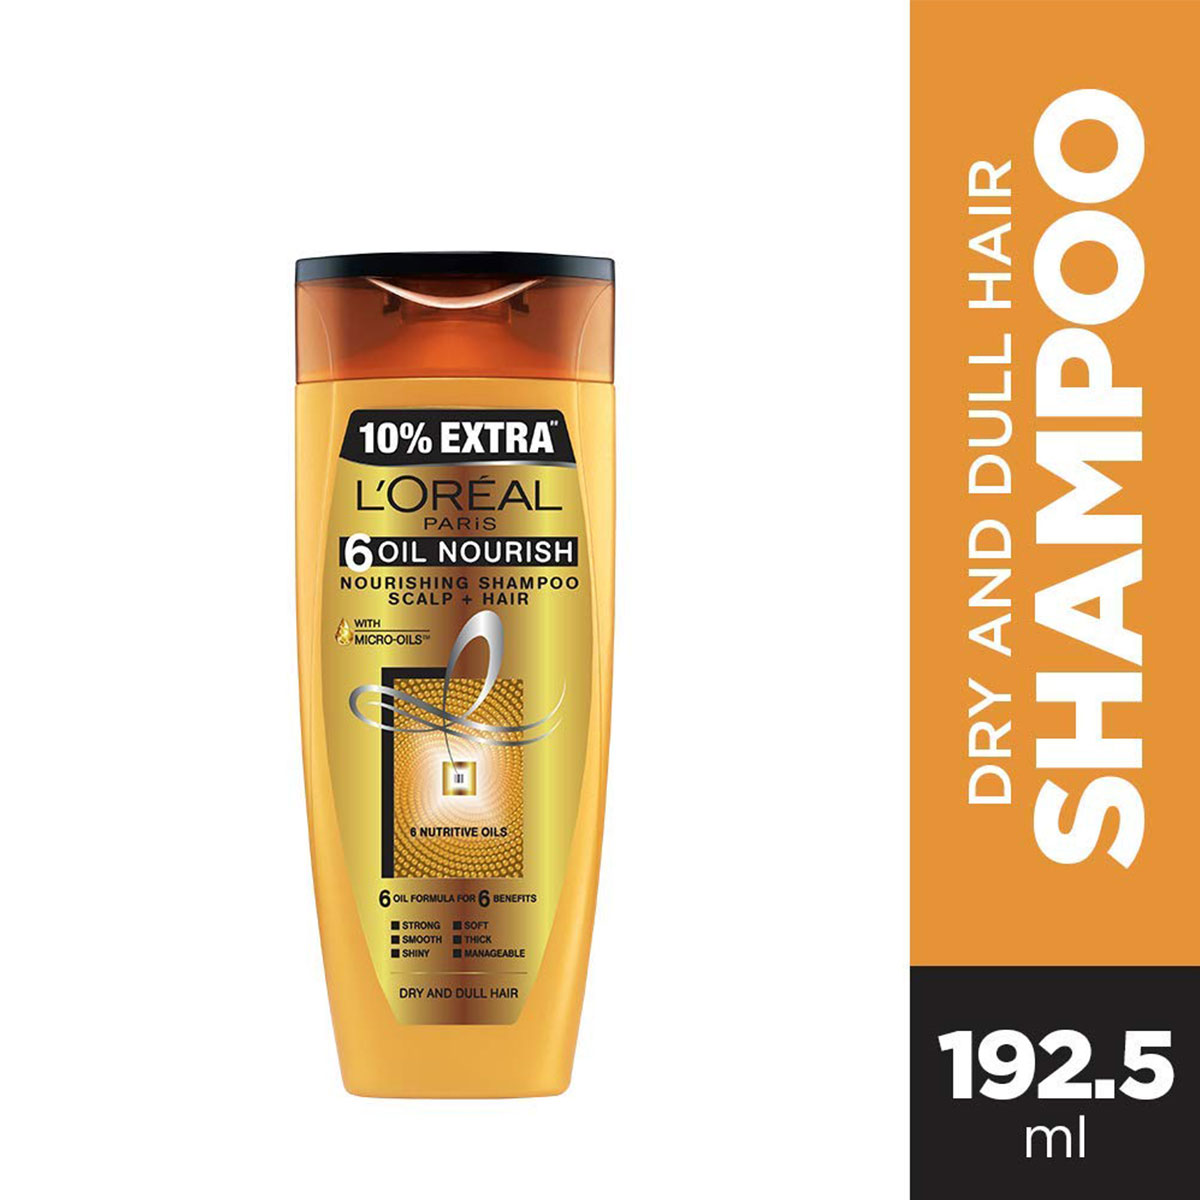 10% EXTRA##
L'ORÉAL
PARiS
6 OIL NOURISH
NOURISHING SHAMPOO
SCALP + HAIR
WITH
MICRO-OILS™
6 NUTRITIVE OILS
6 OIL FORMULA FOR 6 BENEFITS
STRONG SOFT
SMOOTH THICK
SHINY MANAGEABLE
DRY AND DULL HAIR
DRY AND DULL HAIR
SHAMPOO
192.5
ml